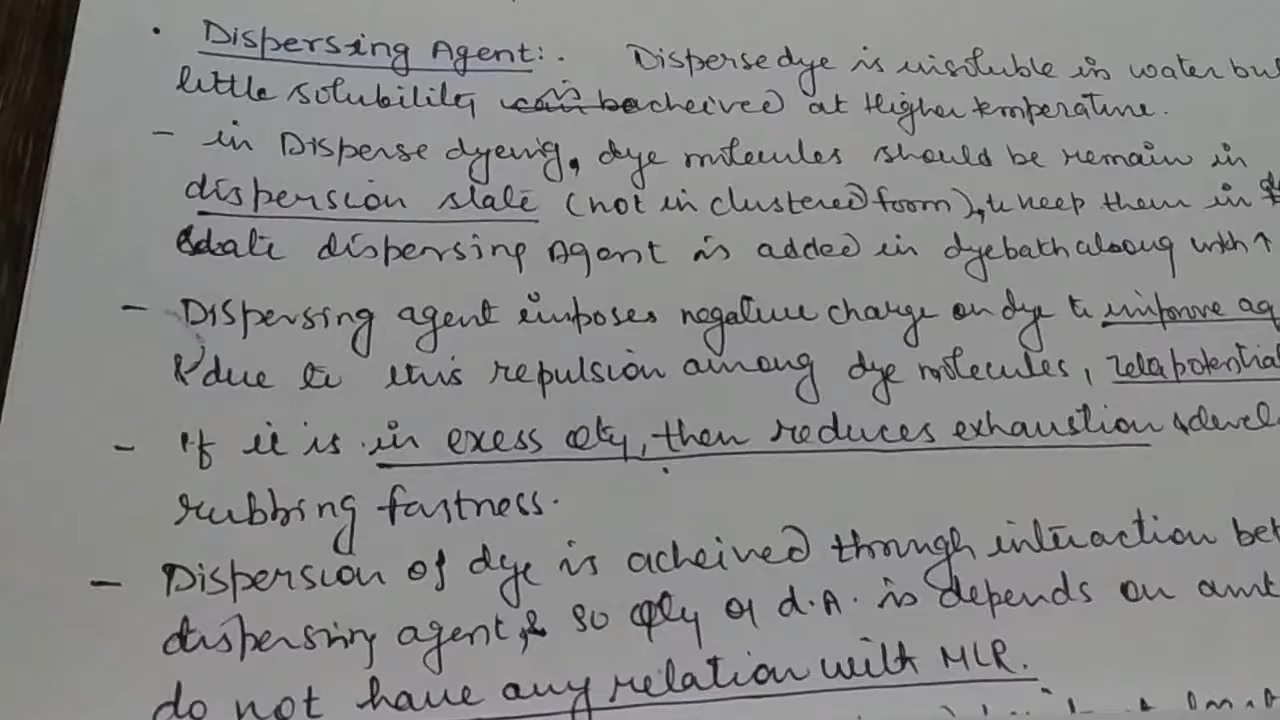 • Dispersing Agent:. Disperse dye is insoluble in water but
little solubility is acheived at Higher temperature.
- in Disperse dyeing, dye molecules should be remain in
dispersion state (not in clustered form), to keep them in
state dispersing Agent is added in dyebath aloong with ↑
- Dispersing agent imposes negative charge on dye to improve ag
& due to this repulsion among dye molecules, zeta potential
- If it is in exess qty, then reduces exhaustion & devel
rubbing fastness.
- Dispersion of dye is acheived through interaction bet
dispersing agent, & so qty of d.A. is depends on amt
do not have any relation with MLR.